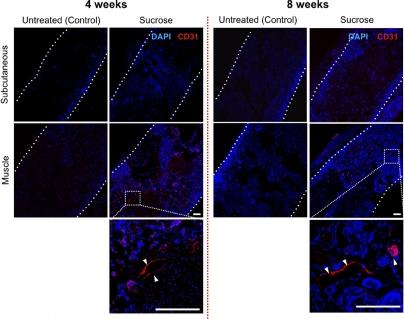 4 weeks
8 weeks
Untreated (Control)
Sucrose
Untreated (Control)
Sucrose
Subcutaneous
DAPI CD31
DAPI CD31
Muscle